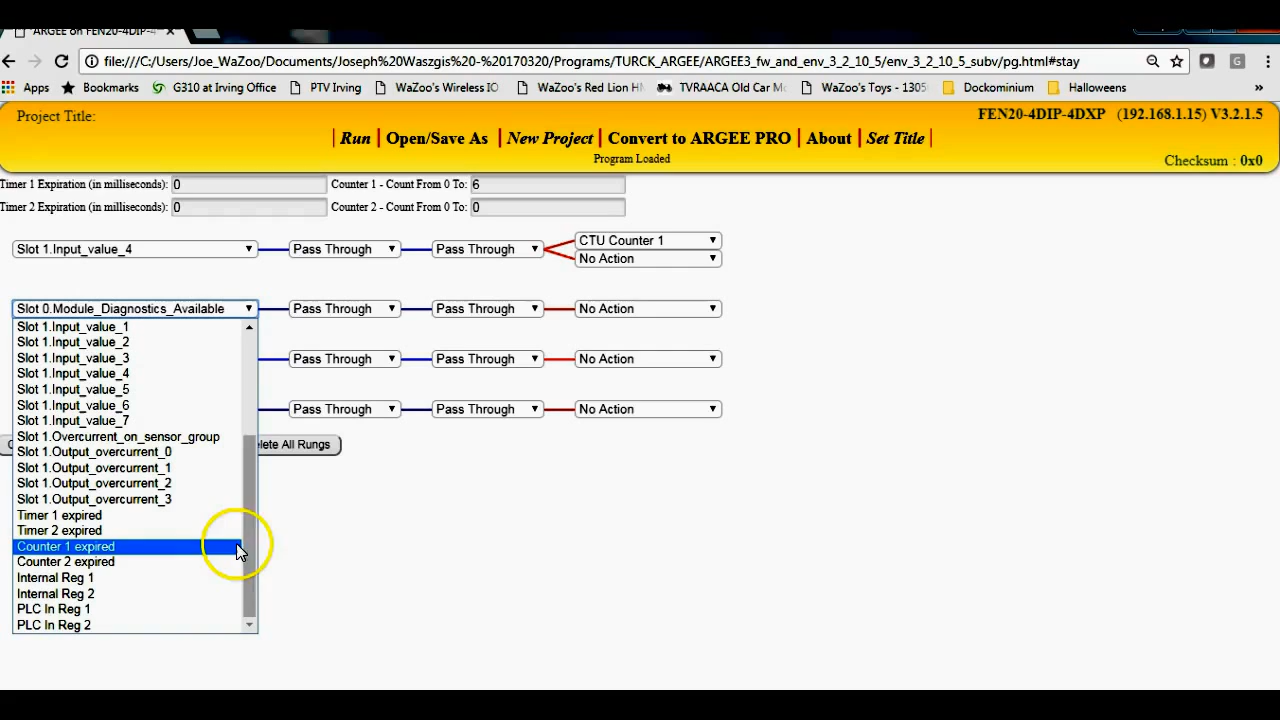 ARGEE on FEN20-4DIP-4
file:///C:/Users/Joe_WaZoo/Documents/Joseph%20Waszgis%20-%20170320/Programs/TURCK_ARGEE/ARGEE3_fw_and_env_3_2_10_5/env_3_2_10_5_subv/pg.html#stay
Apps Bookmarks G310 at Irving Office PTV Irving WaZoo's Wireless IO WaZoo's Red Lion HM TVRAACA Old Car Mu WaZoo's Toys - 1305 Dockominium Halloweens »
Project Title: FEN20-4DIP-4DXP (192.168.1.15) V3.2.1.5
Run Open/Save As New Project Convert to ARGEE PRO About Set Title
Program Loaded
Checksum : 0x0
Timer 1 Expiration (in milliseconds): 0 Counter 1 - Count From 0 To: 6
Timer 2 Expiration (in milliseconds): 0 Counter 2 - Count From 0 To: 0
Slot 1.Input_value_4 Pass Through Pass Through CTU Counter 1
No Action
Slot 0.Module_Diagnostics_Available Pass Through Pass Through No Action
Slot 1.Input_value_1
Slot 1.Input_value_2
Slot 1.Input_value_3 Pass Through Pass Through No Action
Slot 1.Input_value_4
Slot 1.Input_value_5
Slot 1.Input_value_6 Pass Through Pass Through No Action
Slot 1.Input_value_7
Slot 1.Overcurrent_on_sensor_group
elete All Rungs
Slot 1.Output_overcurrent_0
Slot 1.Output_overcurrent_1
Slot 1.Output_overcurrent_2
Slot 1.Output_overcurrent_3
Timer 1 expired
Timer 2 expired
Counter 1 expired
Counter 2 expired
Internal Reg 1
Internal Reg 2
PLC In Reg 1
PLC In Reg 2